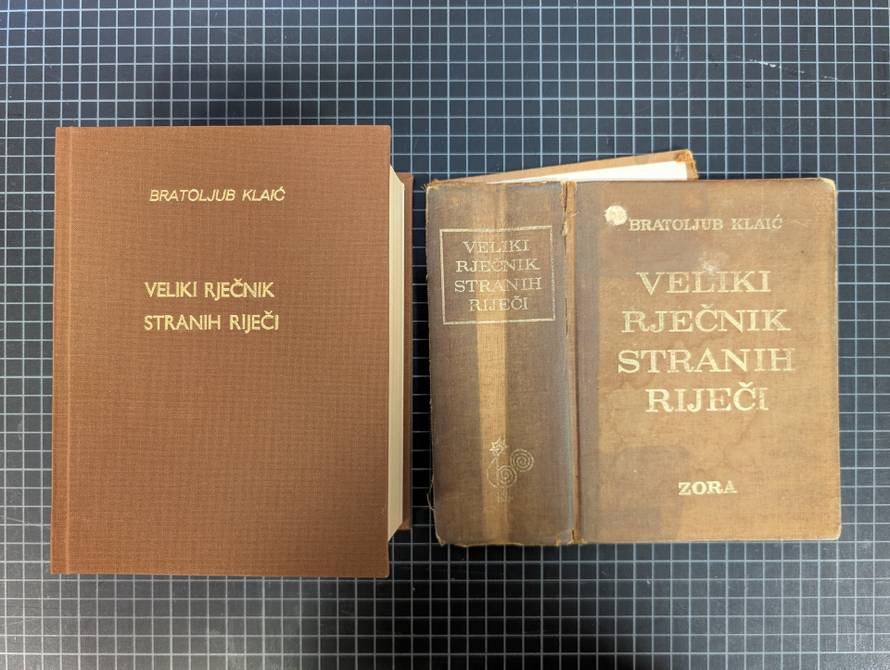 BRATOLJUB KLAIĆ
VELIKI RJEČNIK
STRANIH RIJEČI
VELIKI
RJEČNIK
STRANIH
RIJEČI
BRATOLJUB KLAIĆ
VELIKI
RJEČNIK
STRANIH
RIJEČI
ZORA